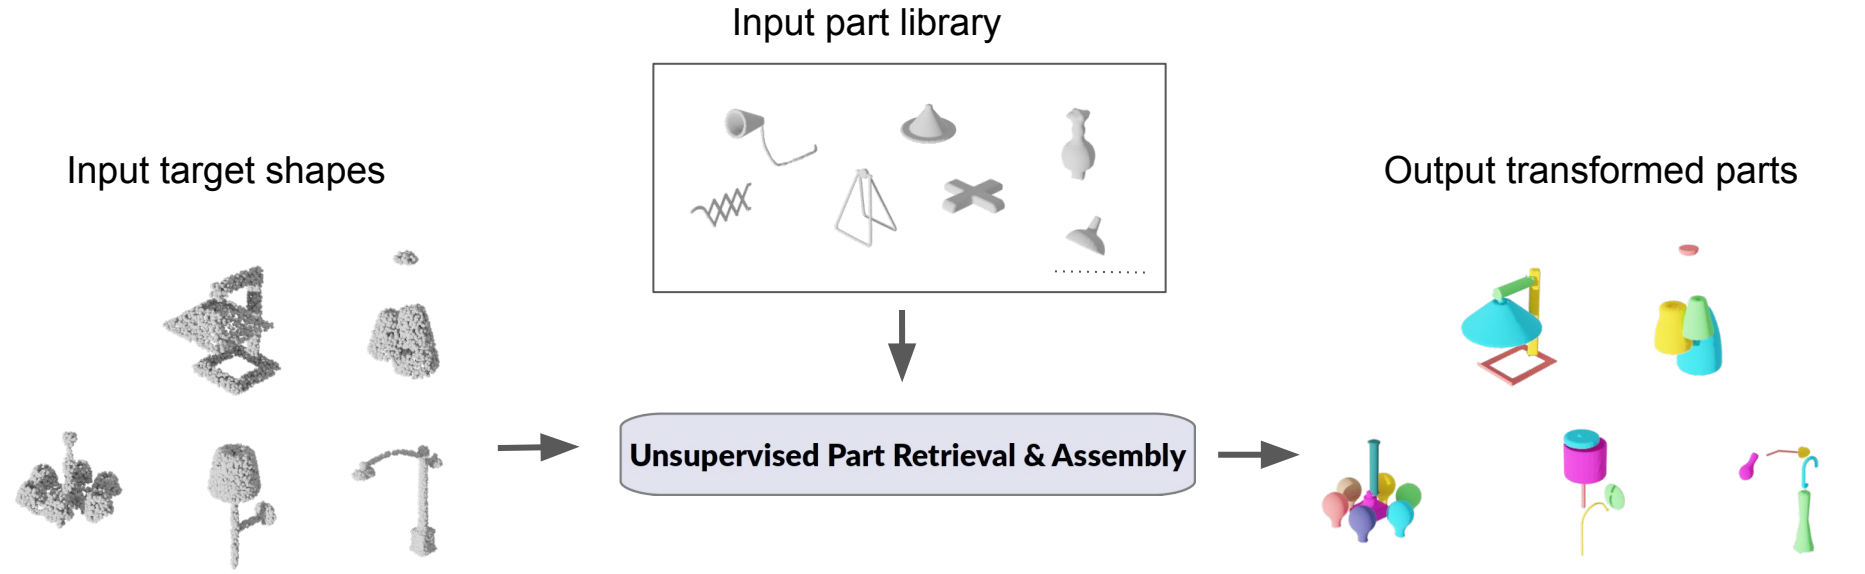 Input part library
Input target shapes
Output transformed parts
Unsupervised Part Retrieval & Assembly